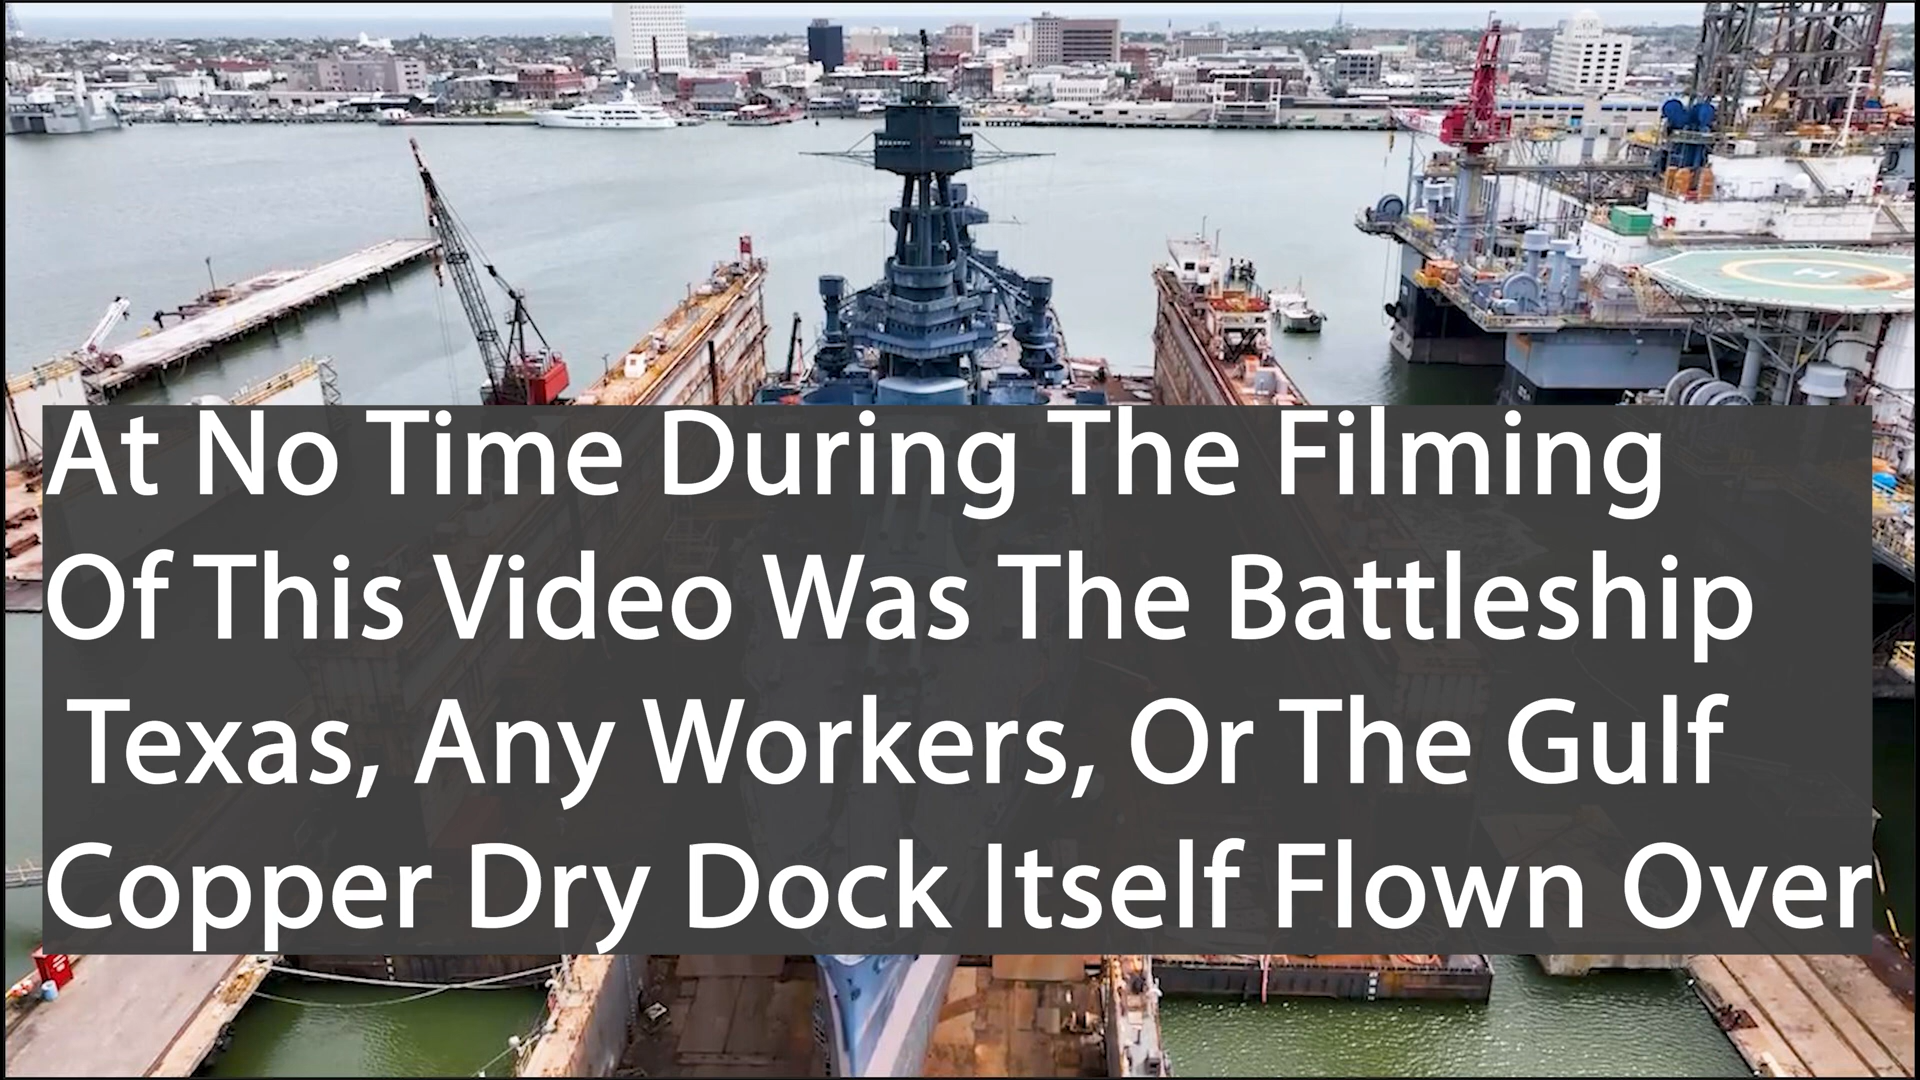 At No Time During The Filming
Of This Video Was The Battleship
Texas, Any Workers, Or The Gulf
Copper Dry Dock Itself Flown Over